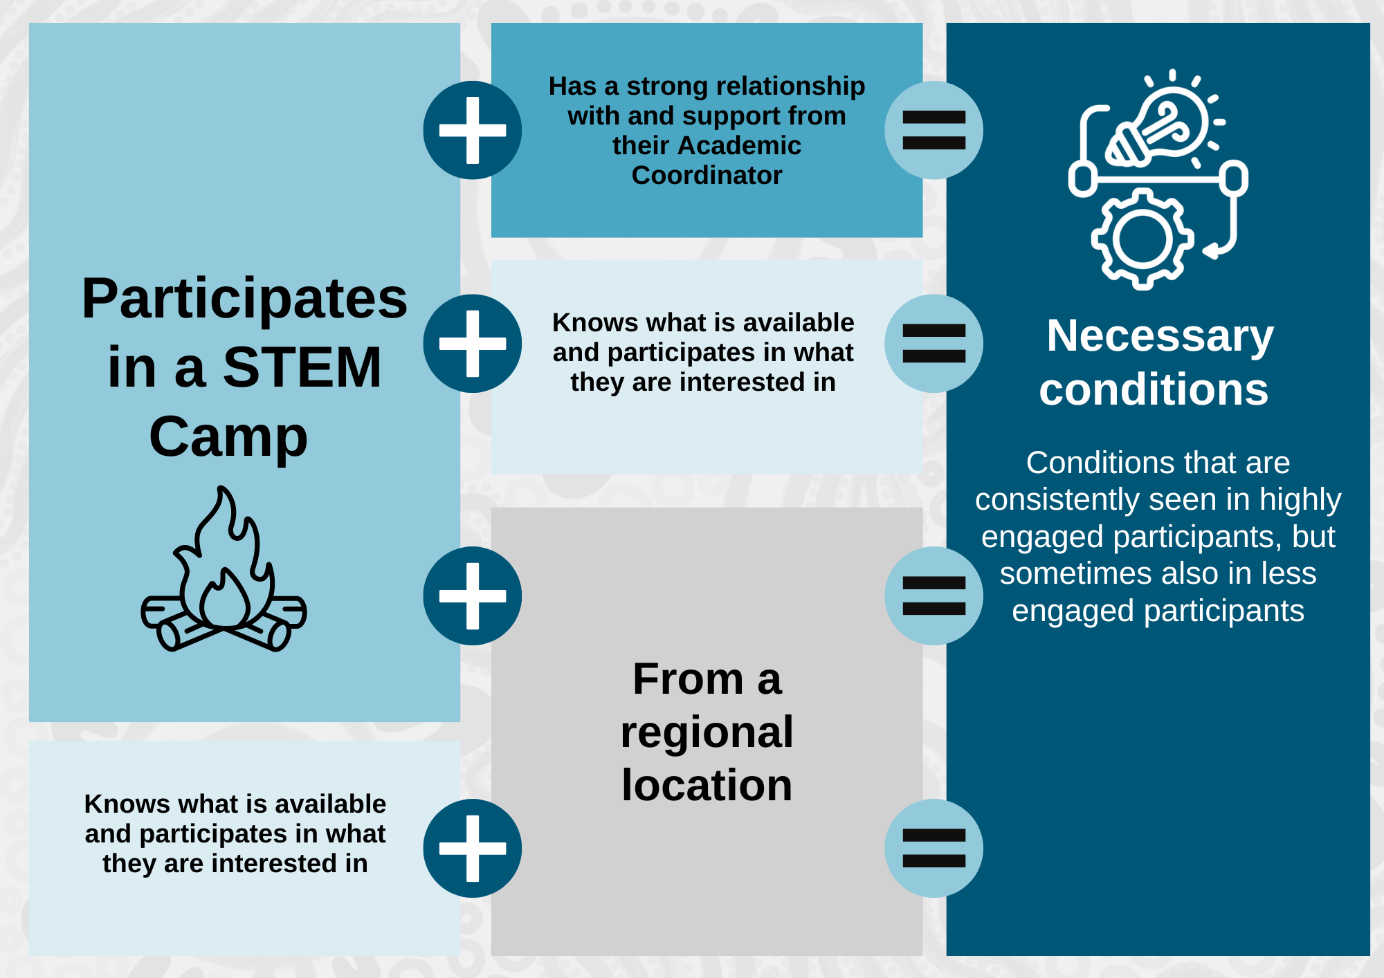 Participates
in a STEM
Camp
Knows what is available
and participates in what
they are interested in
+
+
+
+
Has a strong relationship
with and support from
their Academic
Coordinator
Knows what is available
and participates in what
they are interested in
From a
regional
location
=
=
=
=
Necessary
conditions
Conditions that are
consistently seen in highly
engaged participants, but
sometimes also in less
engaged participants